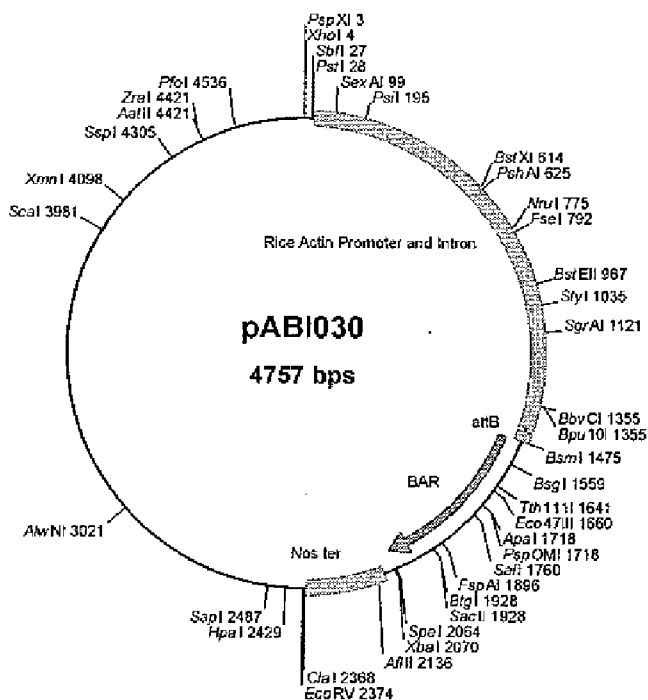 PspXI 3
XhoI 4
SbfI 27
PstI 28
SexAI 99
PsiI 195
PfoI 4536
ZraI 4421
AatII 4421
SspI 4305
XmnI 4098
ScaI 3981
BstXI 614
PshAI 625
NruI 775
FseI 792
Rice Actin Promoter and Intron
BstEII 967
StyI 1035
SgrAI 1121
pABI030
4757 bps
BbvCI 1355
Bpu10I 1355
attB
BsmI 1475
BsgI 1559
BAR
Tth111I 1641
Eco47III 1660
ApaI 1718
PspOMI 1718
SalI 1760
AlwNI 3021
Nos ter
FspAI 1896
BtgI 1928
SacII 1928
SpeI 2064
XbaI 2070
AflII 2136
SapI 2487
HpaI 2429
ClaI 2368
EcoRV 2374